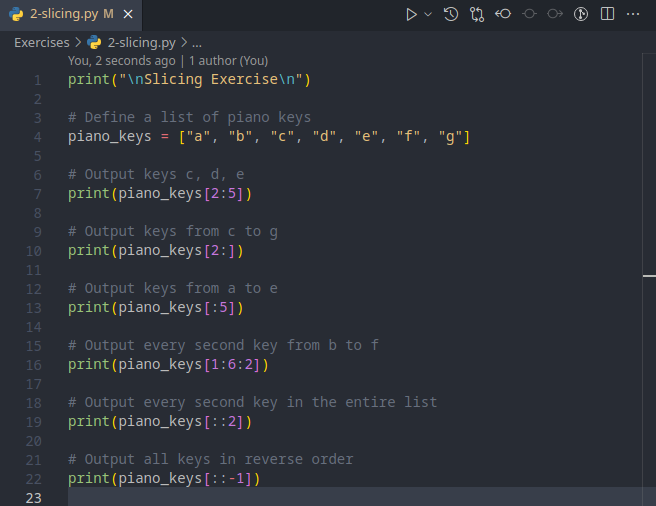 2-slicing.py M ×
Exercises > 2-slicing.py > ...
You, 2 seconds ago | 1 author (You)
1 print("\nSlicing Exercise\n")
2
3 # Define a list of piano keys
4 piano_keys = ["a", "b", "c", "d", "e", "f", "g"]
5
6 # Output keys c, d, e
7 print(piano_keys[2:5])
8
9 # Output keys from c to g
10 print(piano_keys[2:])
11
12 # Output keys from a to e
13 print(piano_keys[:5])
14
15 # Output every second key from b to f
16 print(piano_keys[1:6:2])
17
18 # Output every second key in the entire list
19 print(piano_keys[::2])
20
21 # Output all keys in reverse order
22 print(piano_keys[::-1])
23